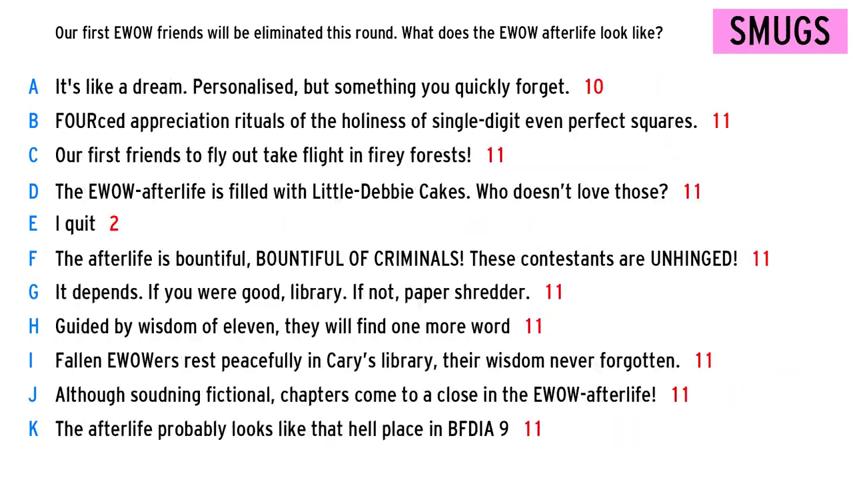 Our first EWOW friends will be eliminated this round. What does the EWOW afterlife look like?
SMUGS
A It's like a dream. Personalised, but something you quickly forget. 10
B FOURced appreciation rituals of the holiness of single-digit even perfect squares. 11
C Our first friends to fly out take flight in firey forests! 11
D The EWOW-afterlife is filled with Little-Debbie Cakes. Who doesn't love those? 11
E I quit 2
F The afterlife is bountiful, BOUNTIFUL OF CRIMINALS! These contestants are UNHINGED! 11
G It depends. If you were good, library. If not, paper shredder. 11
H Guided by wisdom of eleven, they will find one more word 11
I Fallen EWOWers rest peacefully in Cary's library, their wisdom never forgotten. 11
J Although soudning fictional, chapters come to a close in the EWOW-afterlife! 11
K The afterlife probably looks like that hell place in BFDIA 9 11